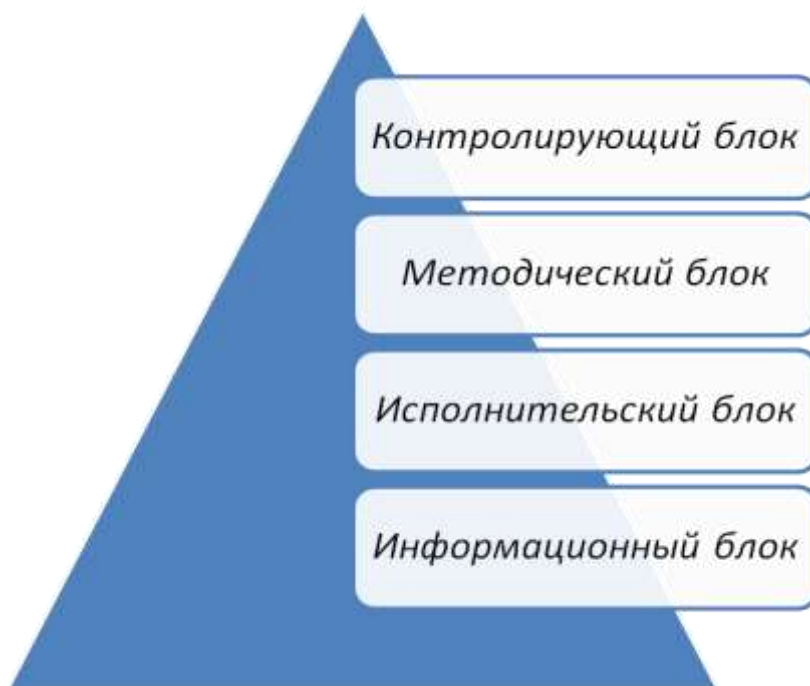 Контролирующий блок
Методический блок
Исполнительский блок
Информационный блок